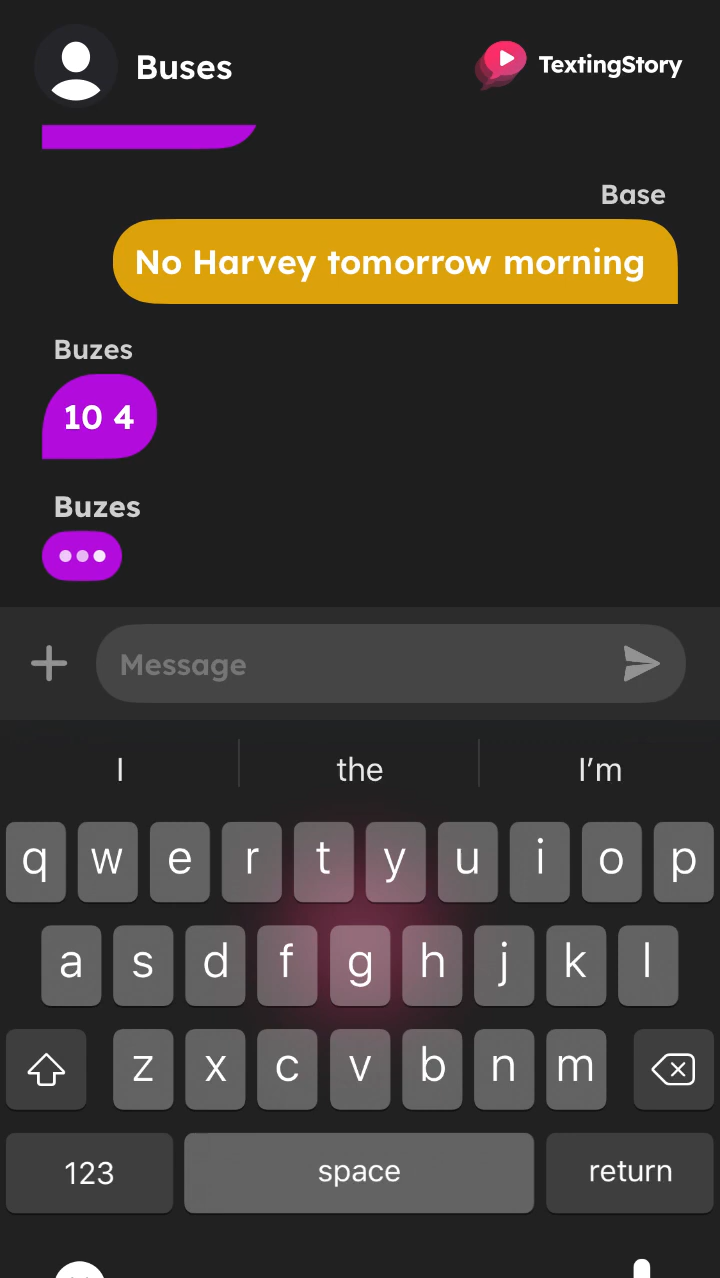 Buses
TextingStory
Base
No Harvey tomorrow morning
Buzes
10 4
Buzes
Message
I the I’m
q w e r t y u i o p
a s d f g h j k l
z x c v b n m
123 space return